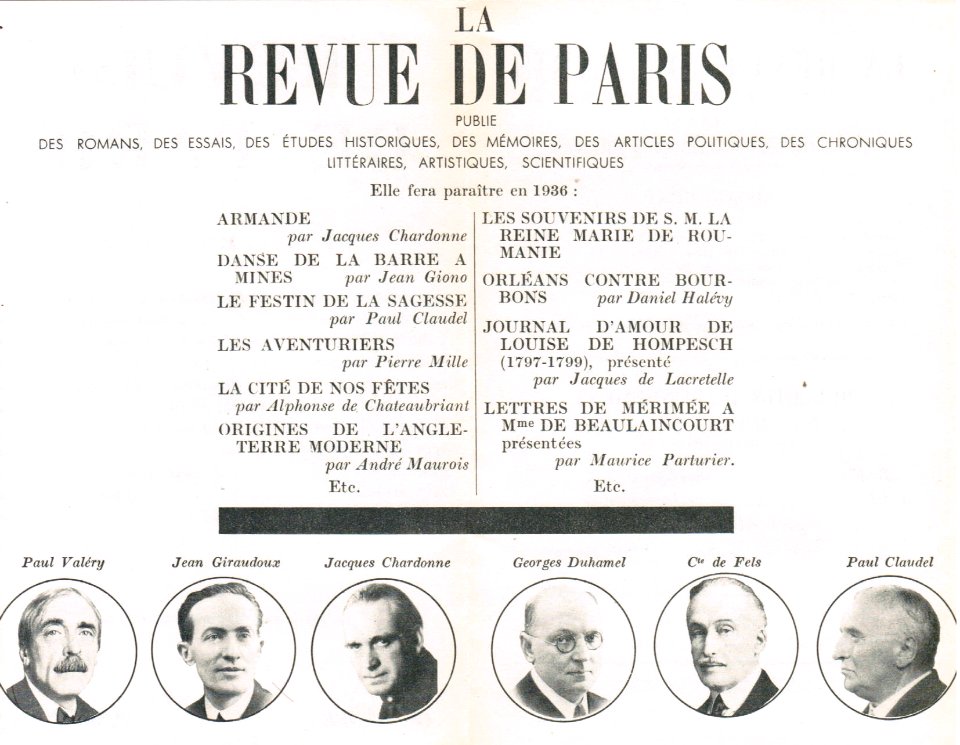 LA
REVUE DE PARIS
PUBLIE
DES ROMANS, DES ESSAIS, DES ÉTUDES HISTORIQUES, DES MÉMOIRES, DES ARTICLES POLITIQUES, DES CHRONIQUES
LITTÉRAIRES, ARTISTIQUES, SCIENTIFIQUES
Elle fera paraître en 1936 :
ARMANDE
par Jacques Chardonne
DANSE DE LA BARRE A
MINES par Jean Giono
LE FESTIN DE LA SAGESSE
par Paul Claudel
LES AVENTURIERS
par Pierre Mille
LA CITÉ DE NOS FÊTES
par Alphonse de Chateaubriant
ORIGINES DE L'ANGLE-
TERRE MODERNE
par André Maurois
Etc.
LES SOUVENIRS DE S. M. LA
REINE MARIE DE ROU-
MANIE
ORLÉANS CONTRE BOUR-
BONS par Daniel Halévy
JOURNAL D'AMOUR DE
LOUISE DE HOMPESCH
(1797-1799), présenté
par Jacques de Lacretelle
LETTRES DE MÉRIMÉE A
Mme DE BEAULAINCOURT
présentées
par Maurice Parturier.
Etc.
Paul Valéry
Jean Giraudoux
Jacques Chardonne
Georges Duhamel
Cte de Fels
Paul Claudel